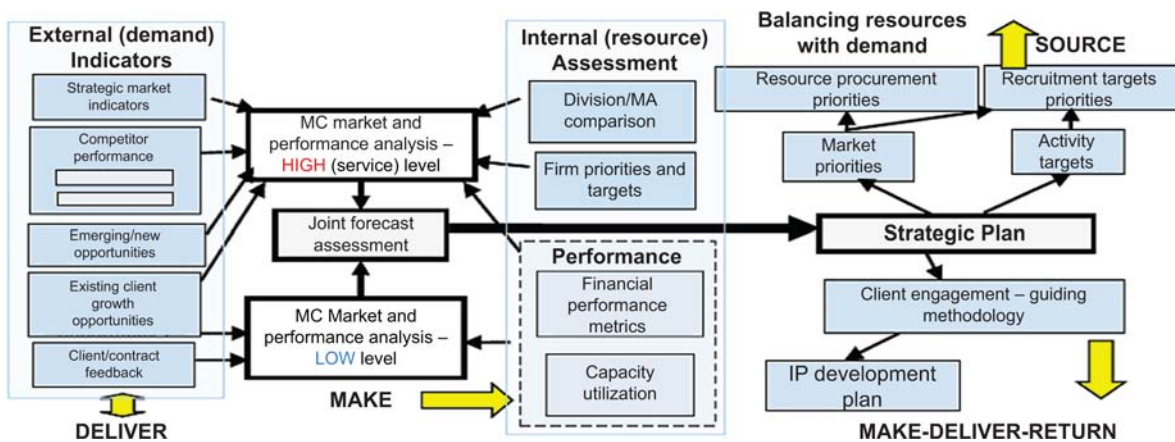 External (demand)
Indicators
Strategic market
indicators
Competitor
performance
Emerging/new
opportunities
Existing client
growth
opportunities
Client/contract
feedback
DELIVER
MC market and
performance analysis –
HIGH (service) level
Joint forecast
assessment
MC Market and
performance analysis –
LOW level
MAKE
Internal (resource)
Assessment
Division/MA
comparison
Firm priorities and
targets
Performance
Financial
performance
metrics
Capacity
utilization
Balancing resources
with demand
SOURCE
Resource procurement
priorities
Recruitment targets
priorities
Market
priorities
Activity
targets
Strategic Plan
Client engagement – guiding
methodology
IP development
plan
MAKE-DELIVER-RETURN